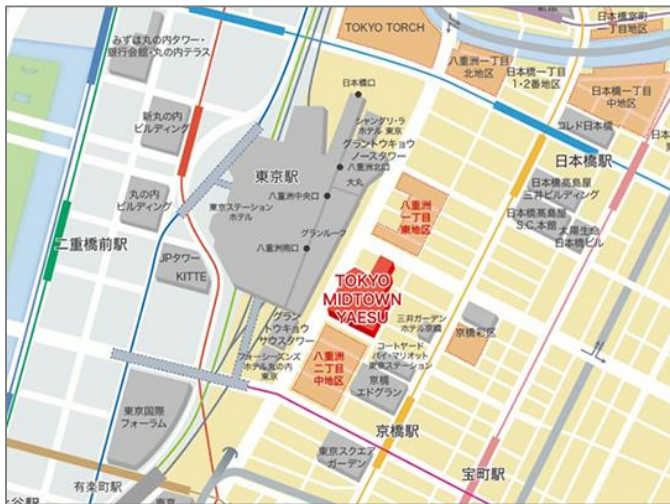 TOKYO TORCH
日本橋室町
一丁目地区
みずほ丸の内タワー・
銀行会館・丸の内テラス
八重洲一丁目
北地区
日本橋一丁目
1・2番地区
日本橋一丁目
中地区
日本橋口
新丸の内
ビルディング
シャングリ・ラ
ホテル 東京
グラントウキョウ
ノースタワー
コレド日本橋
日本橋駅
東京駅
八重洲北口
大丸
丸の内
ビルディング
八重洲中央口
東京ステーション
ホテル
八重洲
一丁目
東地区
日本橋髙島屋
三井ビルディング
日本橋髙島屋
S.C.本館
太陽生命
日本橋ビル
グランルーフ
八重洲南口
二重橋前駅
JPタワー
KITTE
TOKYO
MIDTOWN
YAESU
グラン
トウキョウ
サウスタワー
三井ガーデン
ホテル京橋
京橋彩区
フォーシーズンズ
ホテル丸の内
東京
八重洲
二丁目
中地区
コートヤード
バイ・マリオット
東京ステーション
京橋
エドグラン
東京国際
フォーラム
京橋駅
東京スクエア
ガーデン
宝町駅
有楽町駅
谷駅
東京